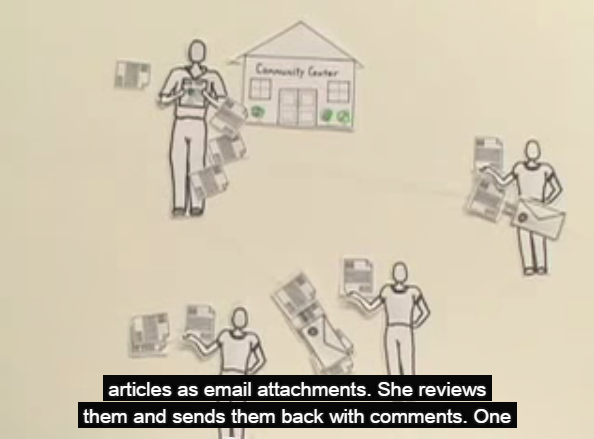 Community Center
articles as email attachments. She reviews
them and sends them back with comments. One